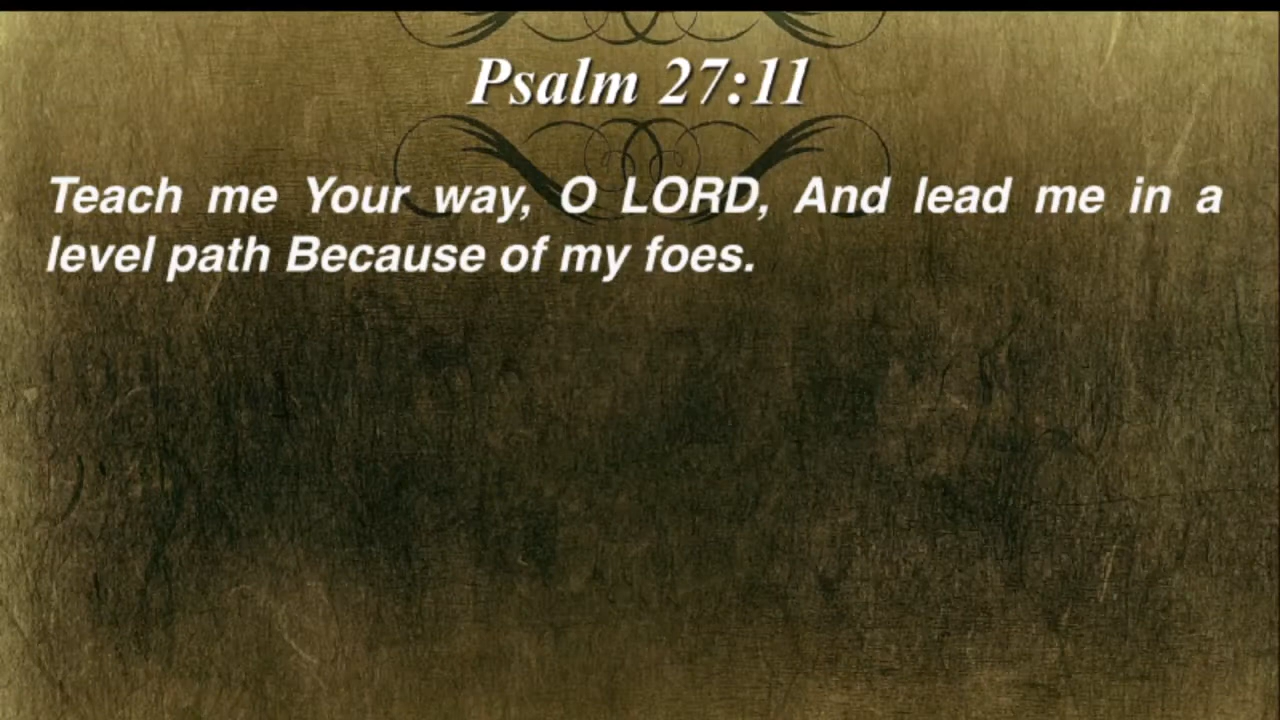 Psalm 27:11
Teach me Your way, O LORD, And lead me in a
level path Because of my foes.